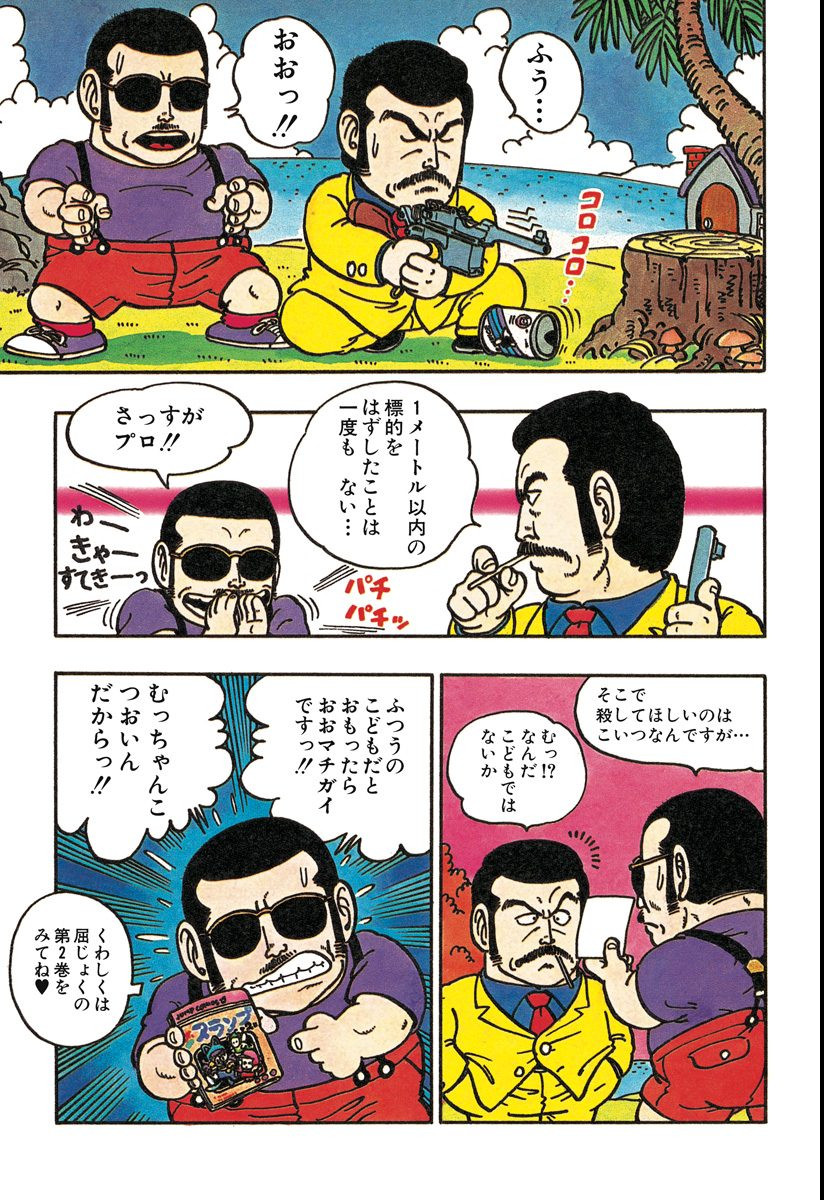 ふう…
おおっ!!
コロコロ…
1メートル以内の
標的を
はずしたことは
一度も ない…
さっすが
プロ!!
パチ
パチッ
わー
きゃー
すてきーっ
そこで
殺してほしいのは
こいつなんですが…
むっ!?
なんだ
こどもでは
ないか
ふつうの
こどもだと
おもったら
おおマチガイ
ですっ!!
むっちゃんこ
つおいん
だからっ!!
くわしくは
屈じょくの
第2巻を
みてね♥
スランプ